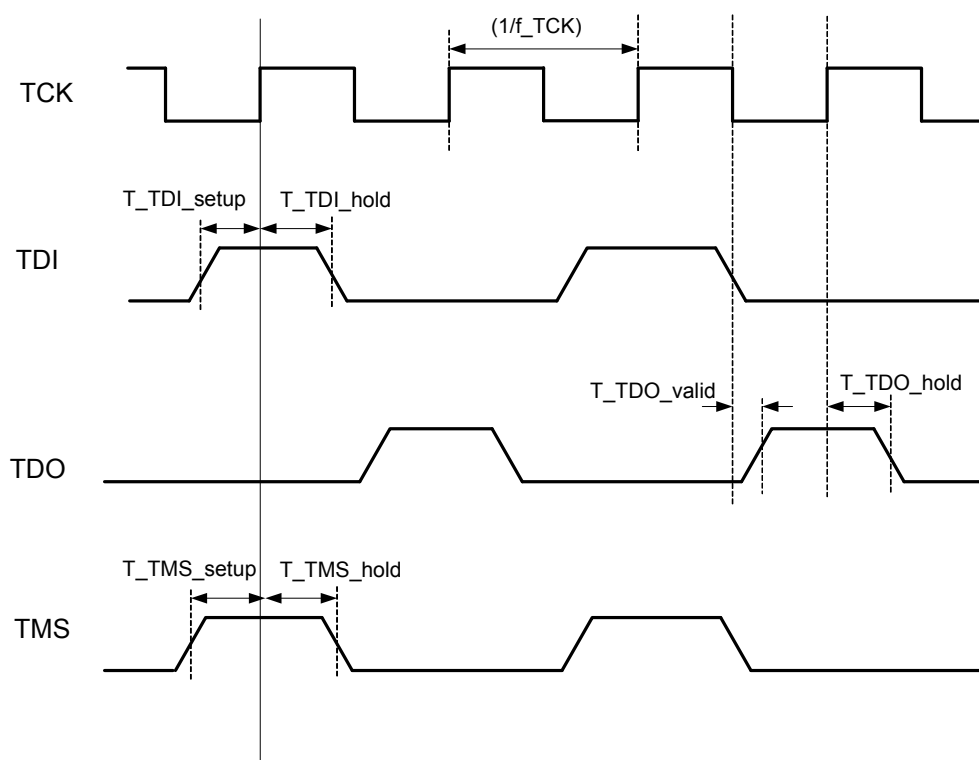 (1/f_TCK)
TCK
T_TDI_setup
T_TDI_hold
TDI
T_TDO_valid
T_TDO_hold
TDO
T_TMS_setup
T_TMS_hold
TMS